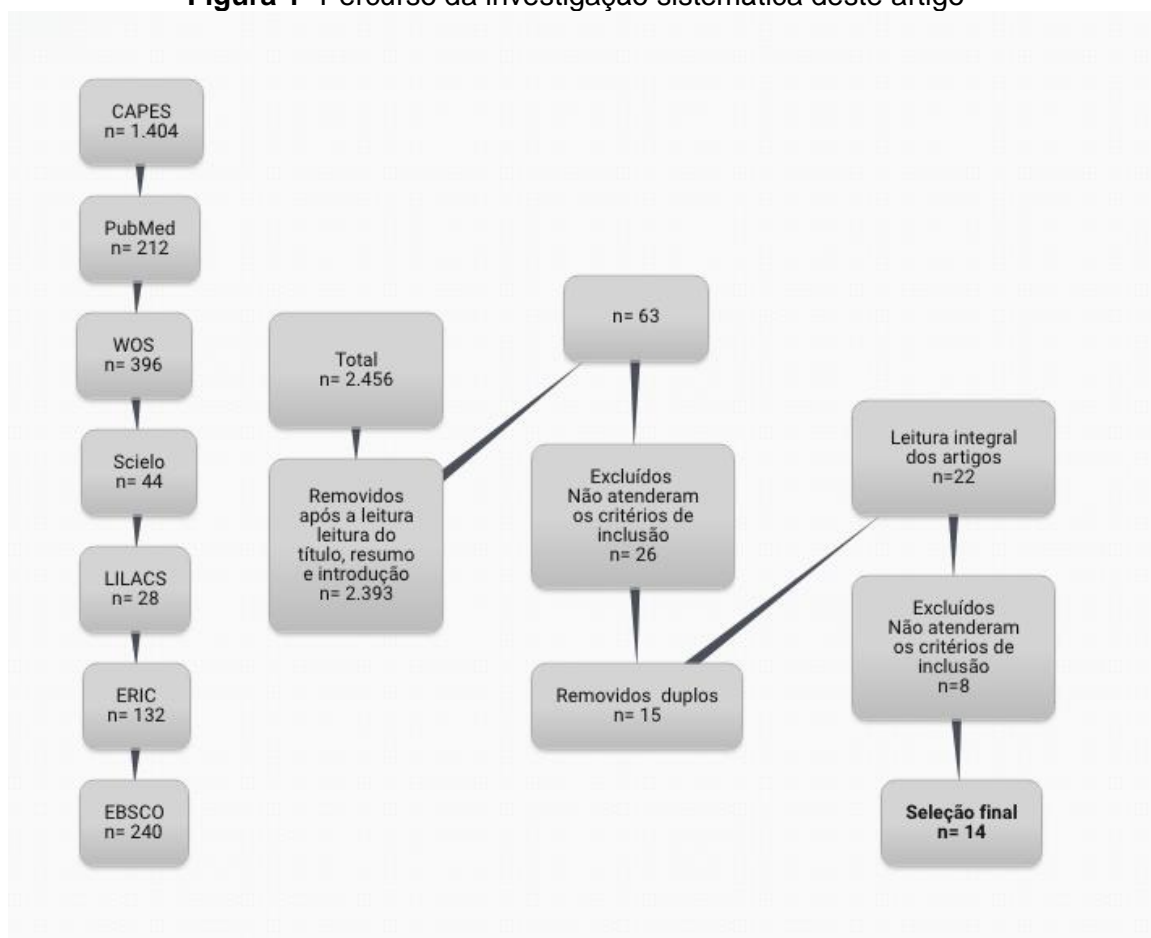 Figura 1- Percurso da investigação sistemática deste artigo
CAPES
n= 1.404
PubMed
n= 212
WOS
n= 396
Scielo
n= 44
LILACS
n= 28
ERIC
n= 132
EBSCO
n= 240
Total
n= 2.456
Removidos
após a leitura
leitura do
título, resumo
e introdução
n= 2.393
n= 63
Excluídos
Não atenderam
os critérios de
inclusão
n= 26
Removidos duplos
n= 15
Leitura integral
dos artigos
n=22
Excluídos
Não atenderam
os critérios de
inclusão
n=8
Seleção final
n= 14